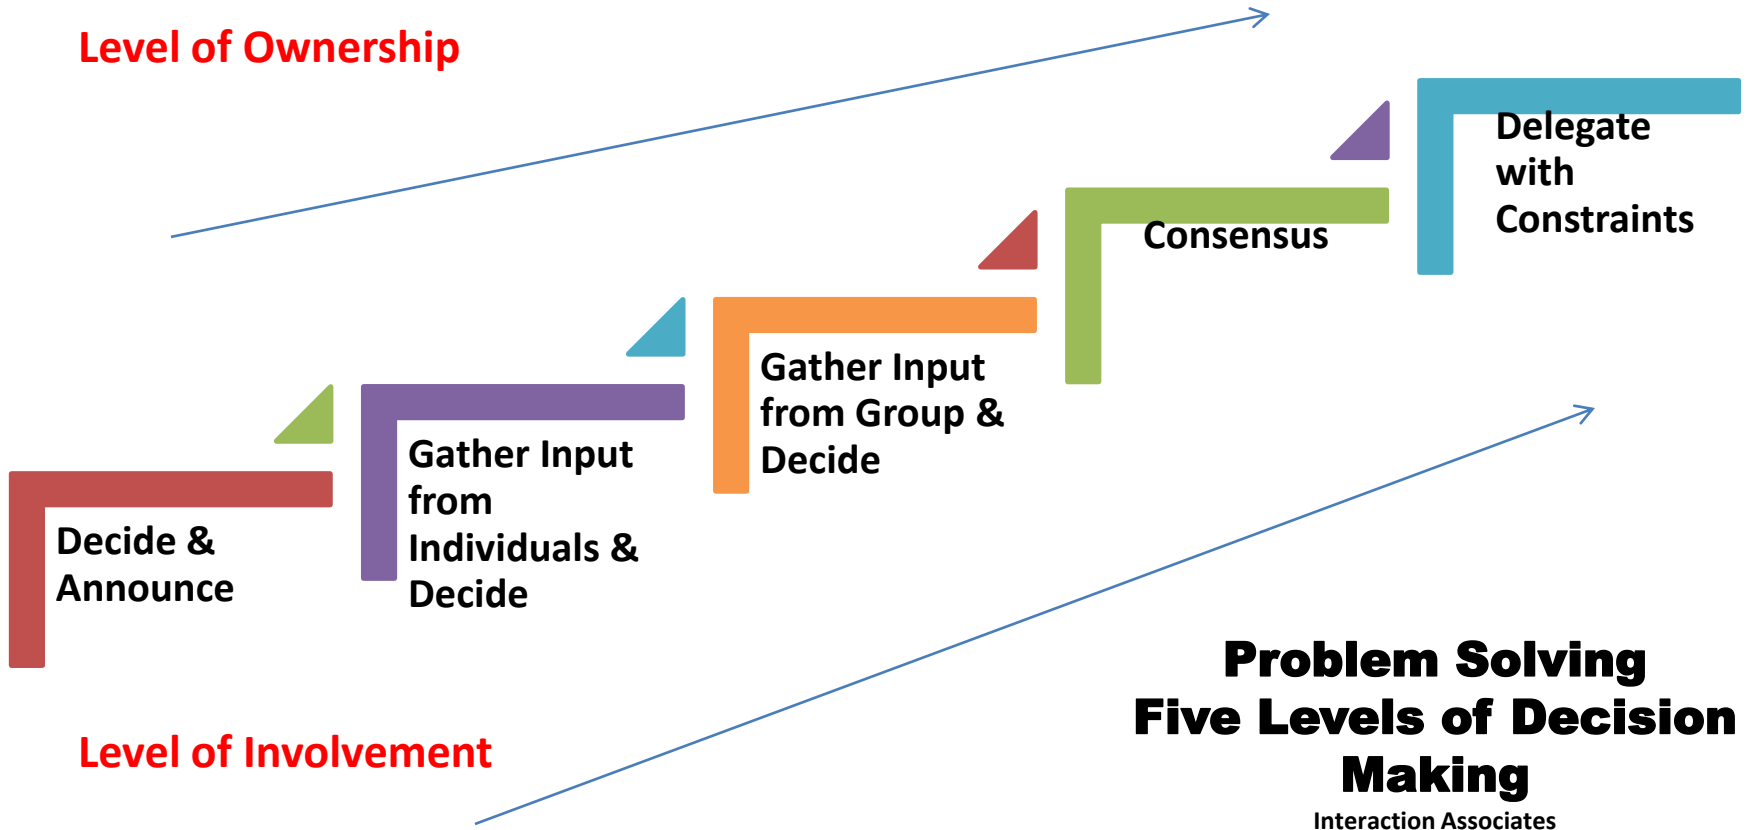 Level of Ownership
Delegate
with
Constraints
Consensus
Gather Input
from Group &
Decide
Gather Input
from
Individuals &
Decide
Decide &
Announce
Level of Involvement
Problem Solving
Five Levels of Decision
Making
Interaction Associates